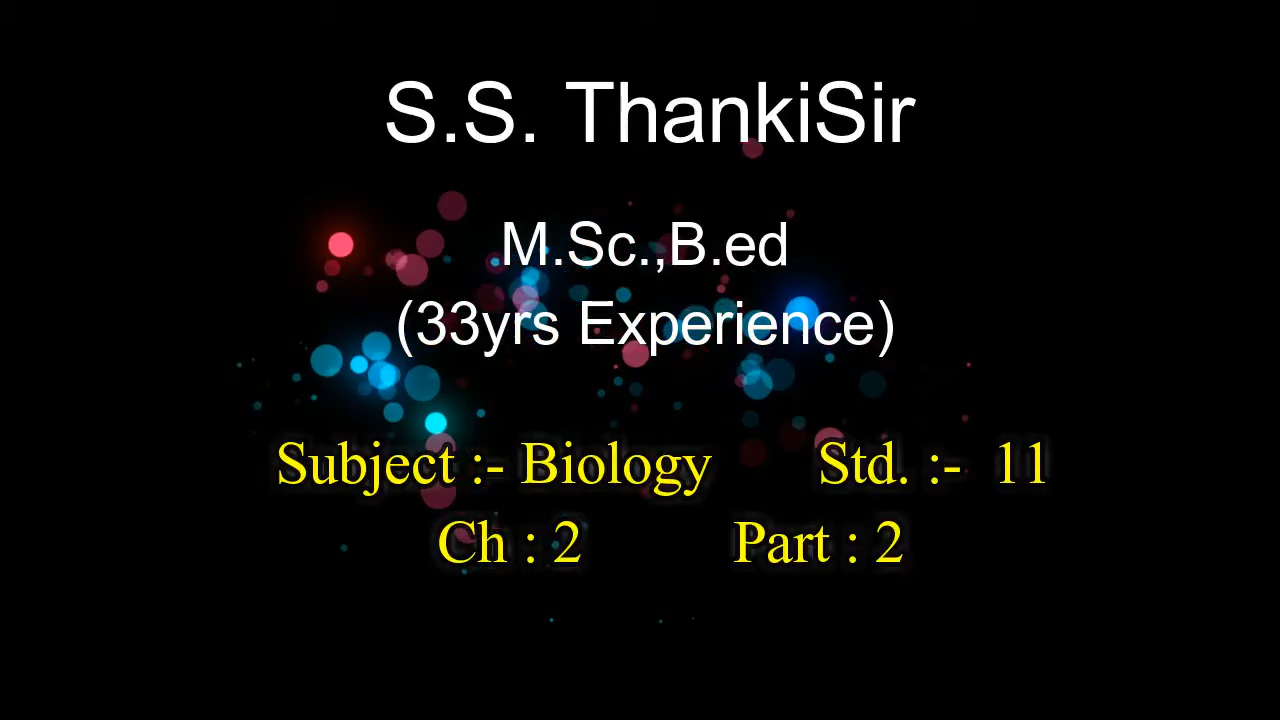 S.S. ThankiSir
M.Sc.,B.ed
(33yrs Experience)
Subject :- Biology Std. :- 11
Ch : 2 Part : 2